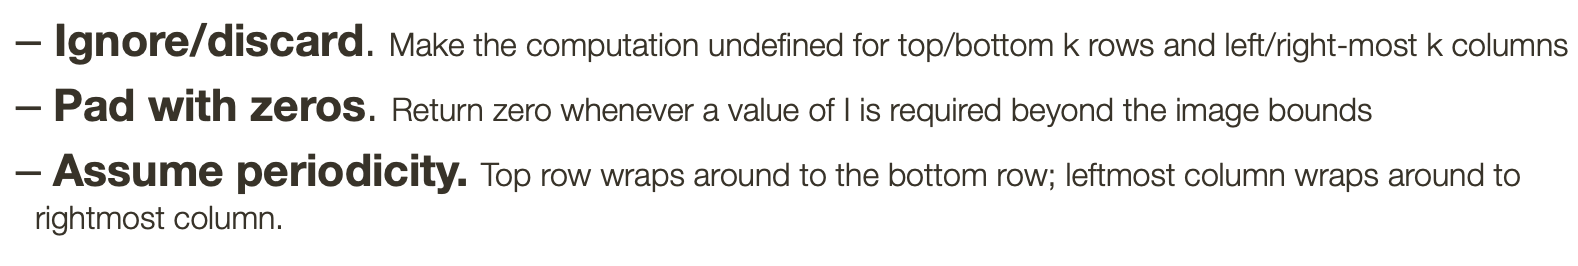 – Ignore/discard. Make the computation undefined for top/bottom k rows and left/right-most k columns
– Pad with zeros. Return zero whenever a value of I is required beyond the image bounds
– Assume periodicity. Top row wraps around to the bottom row; leftmost column wraps around to
rightmost column.